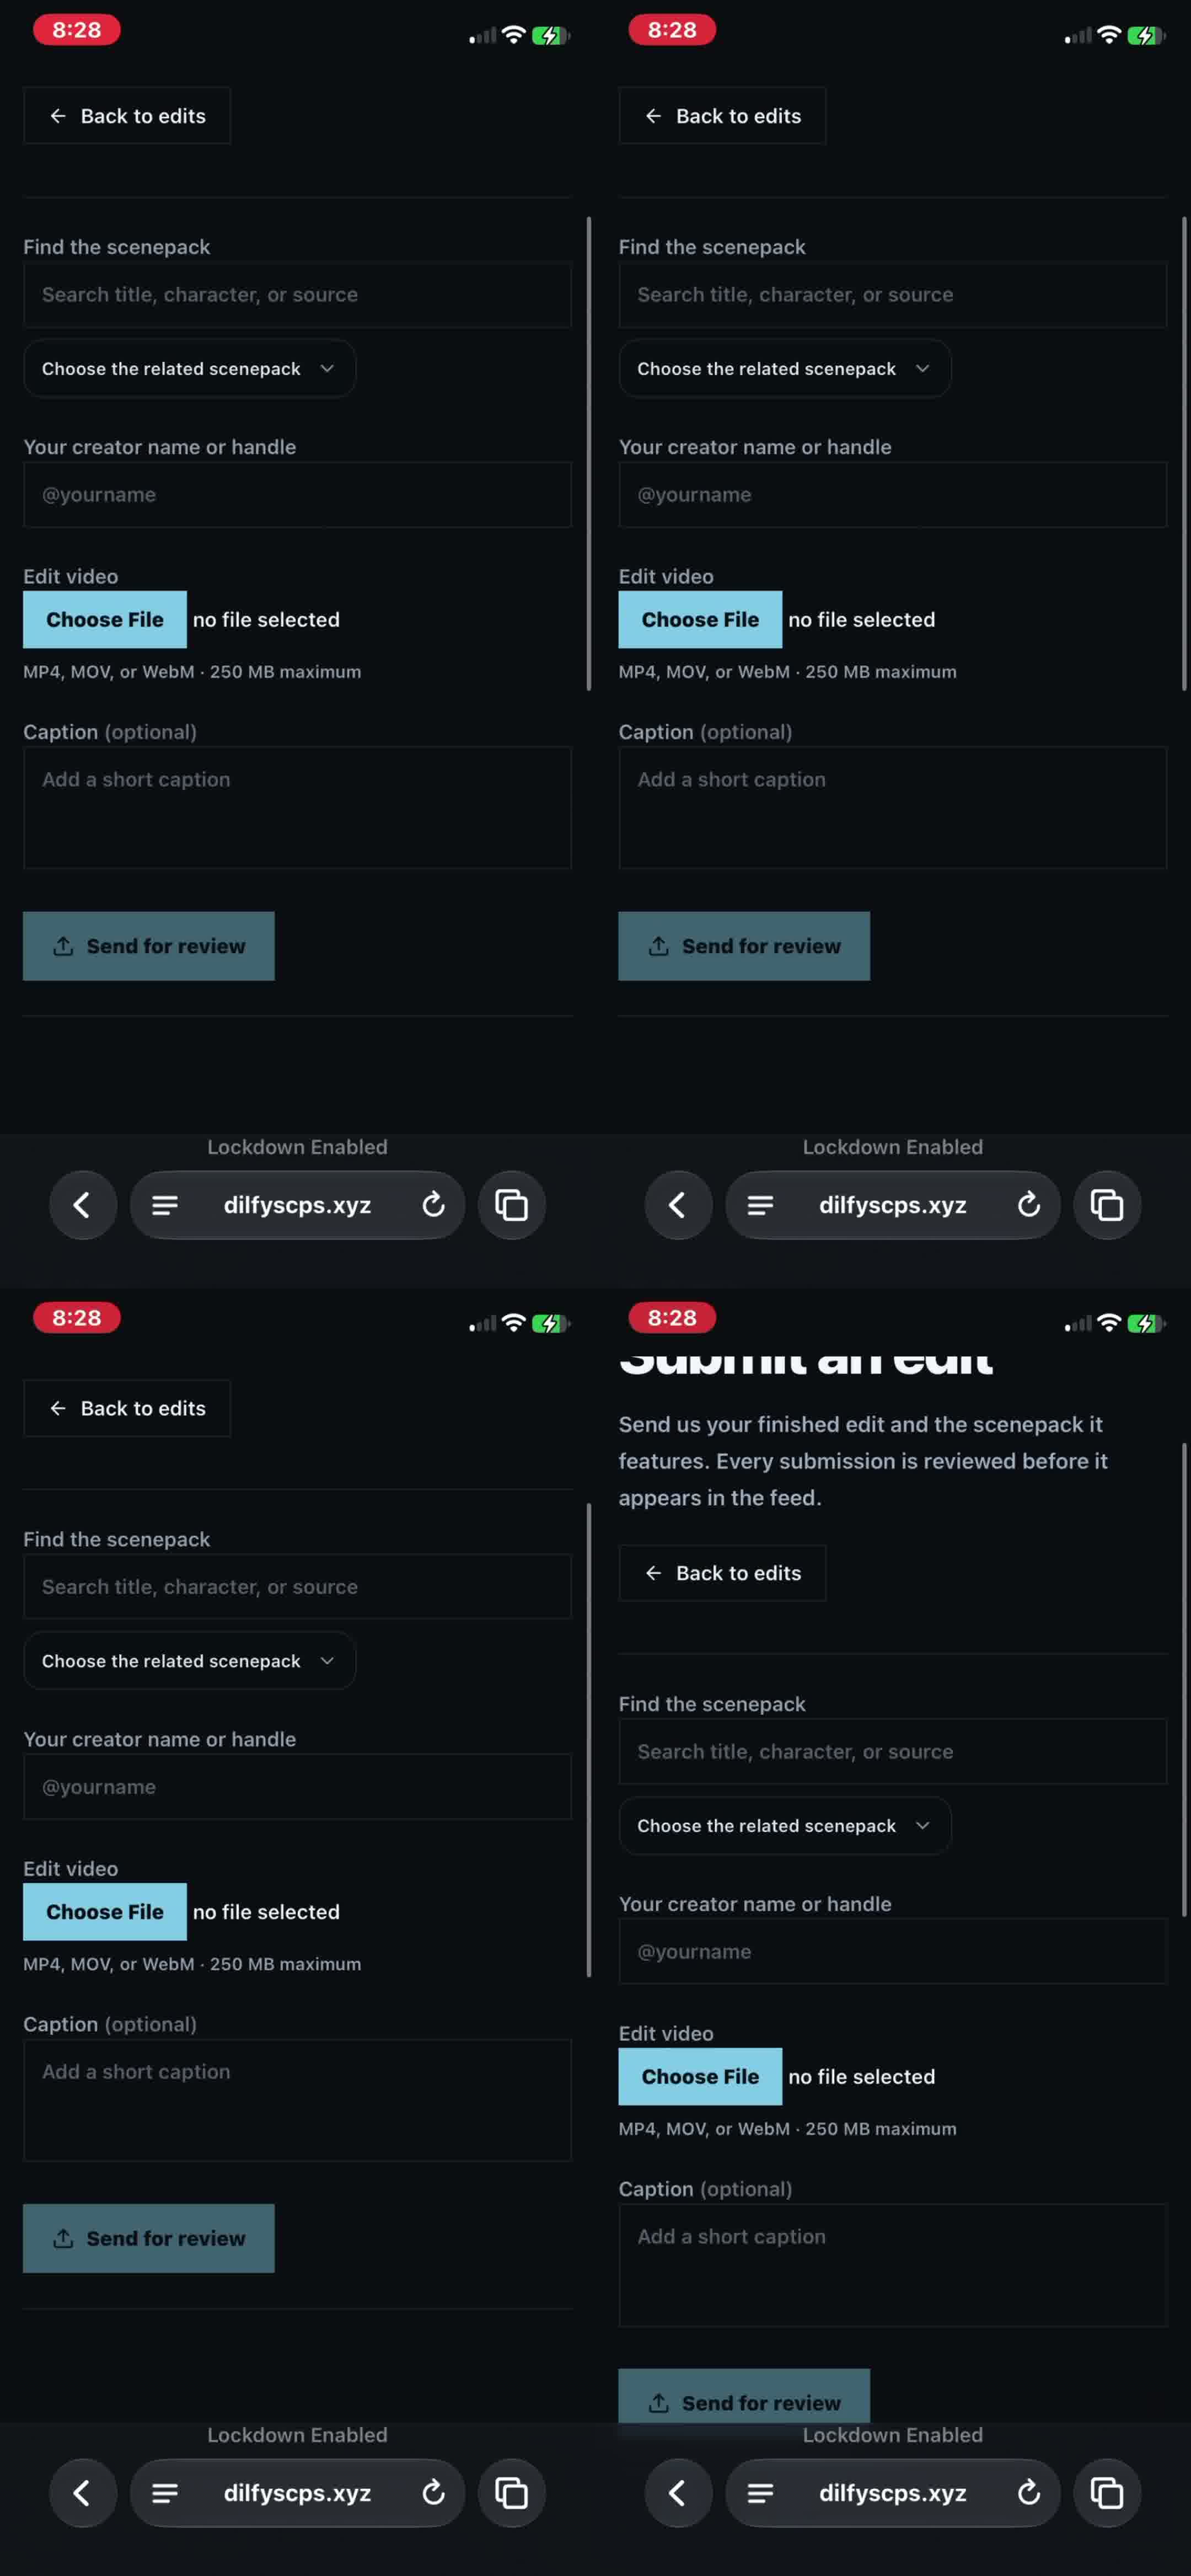 8:28
← Back to edits
Find the scenepack
Search title, character, or source
Choose the related scenepack
Your creator name or handle
@yourname
Edit video
Choose File no file selected
MP4, MOV, or WebM · 250 MB maximum
Caption (optional)
Add a short caption
Send for review
Lockdown Enabled
dilfyscps.xyz
8:28
← Back to edits
Find the scenepack
Search title, character, or source
Choose the related scenepack
Your creator name or handle
@yourname
Edit video
Choose File no file selected
MP4, MOV, or WebM · 250 MB maximum
Caption (optional)
Add a short caption
Send for review
Lockdown Enabled
dilfyscps.xyz
8:28
← Back to edits
Find the scenepack
Search title, character, or source
Choose the related scenepack
Your creator name or handle
@yourname
Edit video
Choose File no file selected
MP4, MOV, or WebM · 250 MB maximum
Caption (optional)
Add a short caption
Send for review
Lockdown Enabled
dilfyscps.xyz
8:28
Submit an edit
Send us your finished edit and the scenepack it
features. Every submission is reviewed before it
appears in the feed.
← Back to edits
Find the scenepack
Search title, character, or source
Choose the related scenepack
Your creator name or handle
@yourname
Edit video
Choose File no file selected
MP4, MOV, or WebM · 250 MB maximum
Caption (optional)
Add a short caption
Send for review
Lockdown Enabled
dilfyscps.xyz